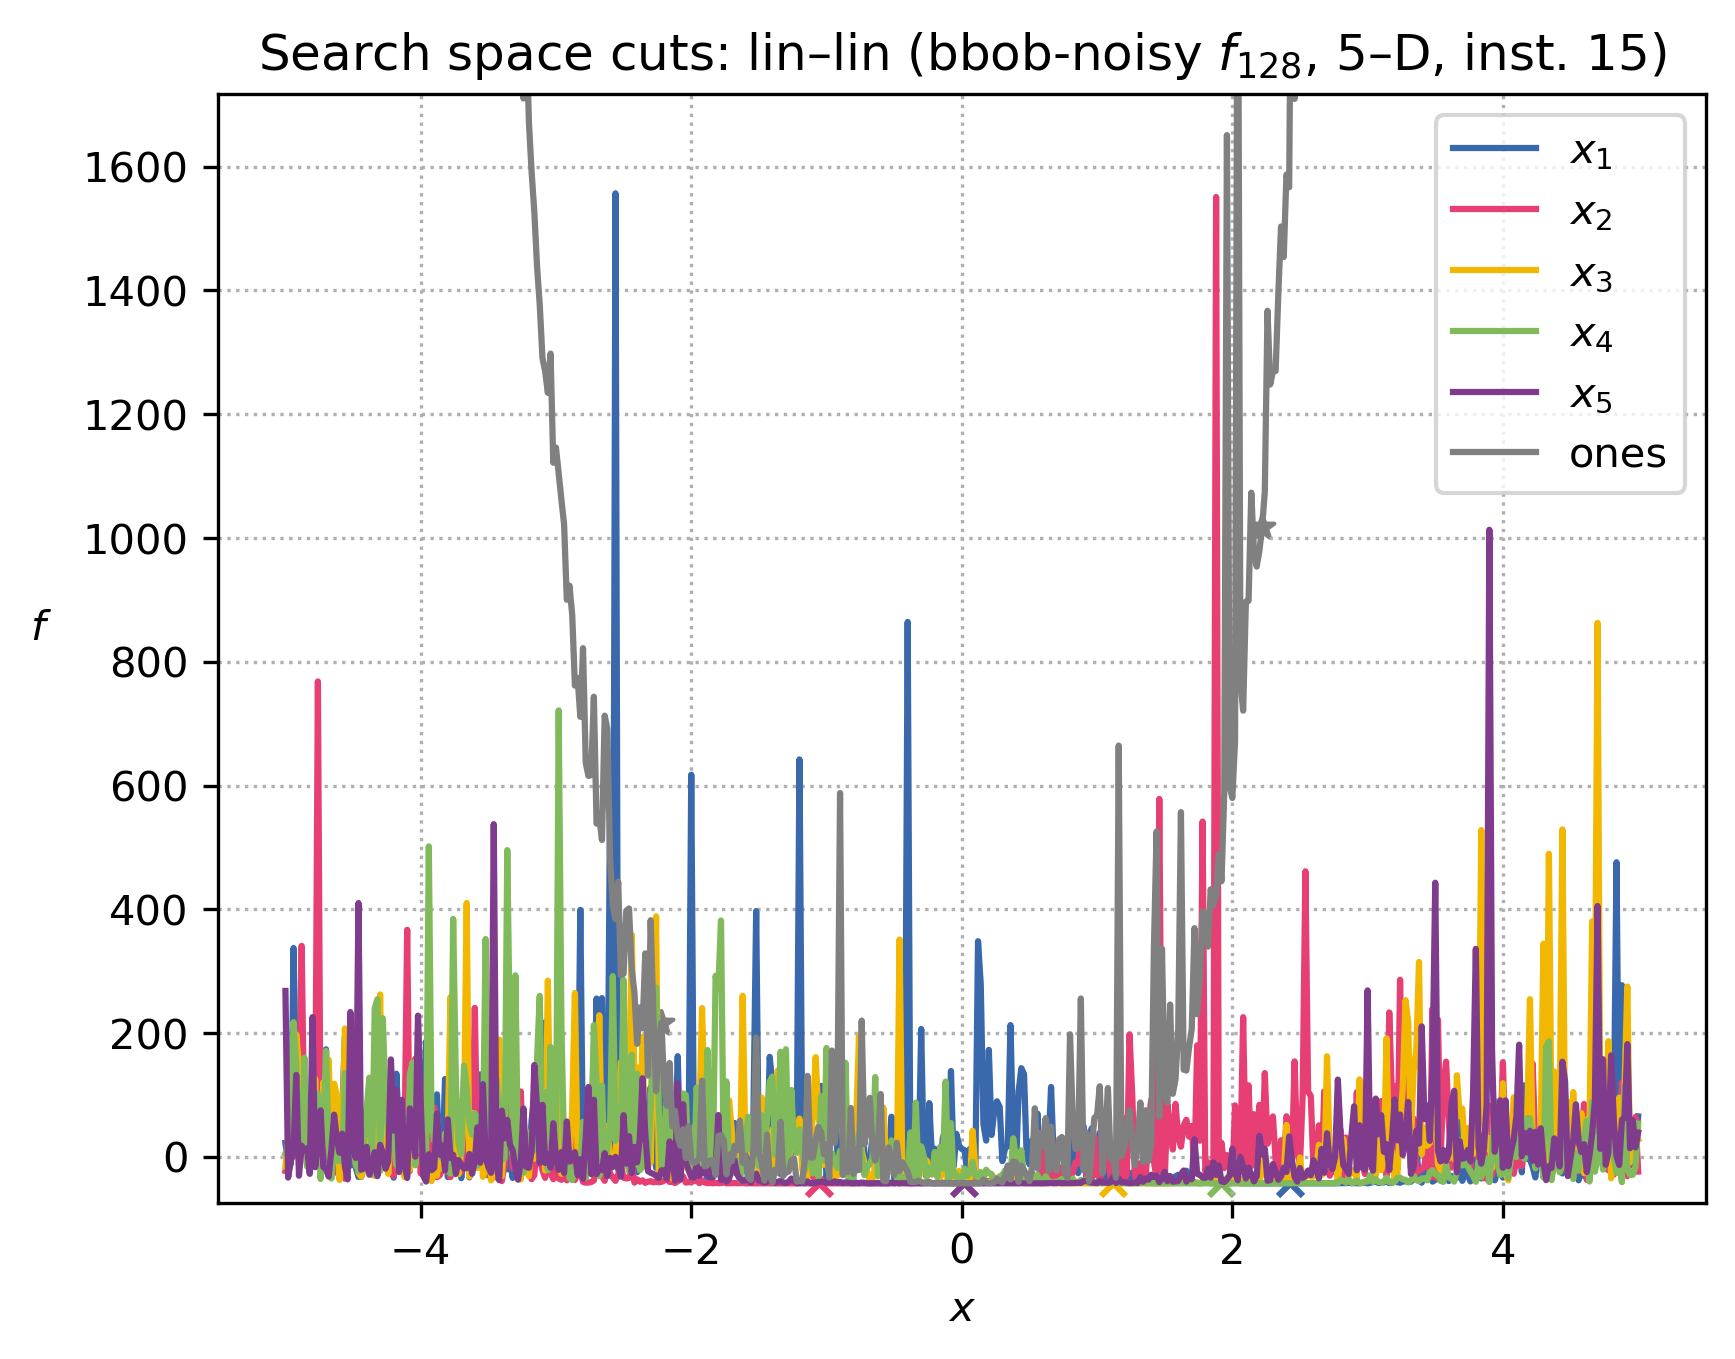 Search space cuts: lin–lin (bbob-noisy f₁₂₈, 5–D, inst. 15)
x₁
x₂
x₃
x₄
x₅
ones
1600
1400
1200
1000
800
600
400
200
0
f
−4 −2 0 2 4
x